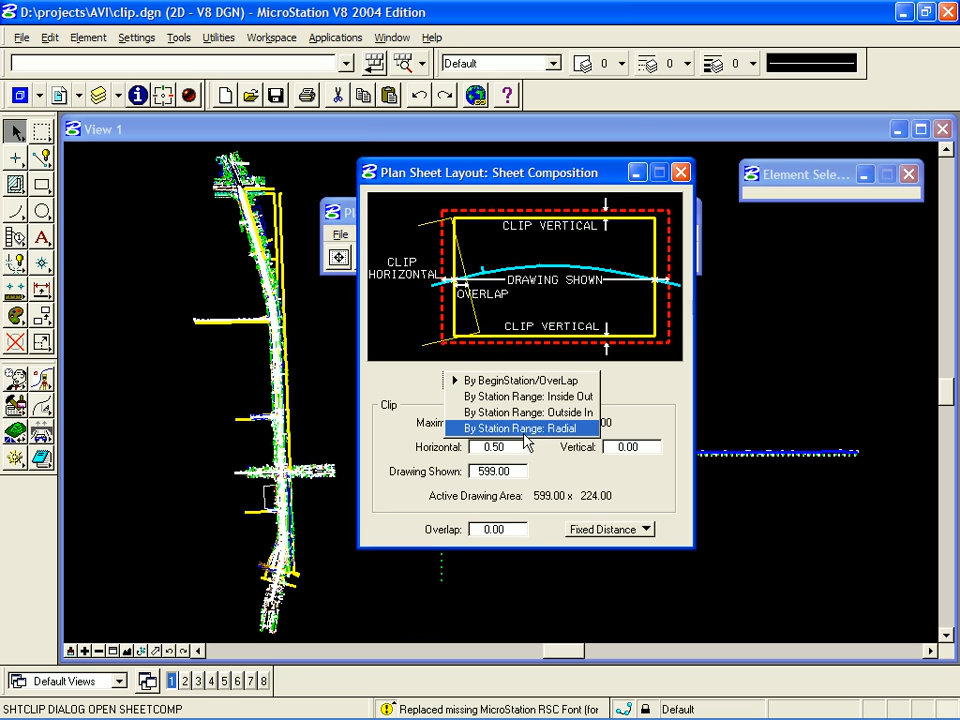 D:\projects\AVI\clip.dgn (2D - V8 DGN) - MicroStation V8 2004 Edition
File Edit Element Settings Tools Utilities Workspace Applications Window Help
Default 0 0 0
View 1
Plan Sheet Layout: Sheet Composition
Element Sele...
File
CLIP VERTICAL
CLIP
HORIZONTAL
DRAWING SHOWN
OVERLAP
CLIP VERTICAL
By BeginStation/OverLap
By Station Range: Inside Out
By Station Range: Outside In
By Station Range: Radial
Clip
Horizontal: 0.50 Vertical: 0.00
Drawing Shown: 599.00
Active Drawing Area: 599.00 x 224.00
Overlap: 0.00 Fixed Distance
Default Views 1 2 3 4 5 6 7 8
SHTCLIP DIALOG OPEN SHEETCOMP
Replaced missing MicroStation RSC Font (for
Default